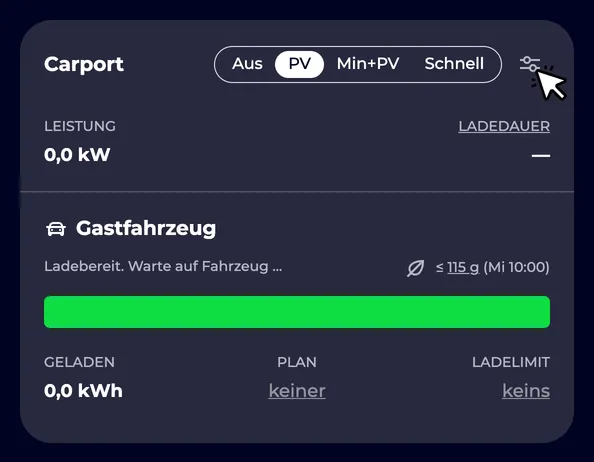 Carport Aus PV Min+PV Schnell
LEISTUNG LADEDAUER
0,0 kW —
Gastfahrzeug
Ladebereit. Warte auf Fahrzeug ... ≤ 115 g (Mi 10:00)
GELADEN PLAN LADELIMIT
0,0 kWh keiner keins